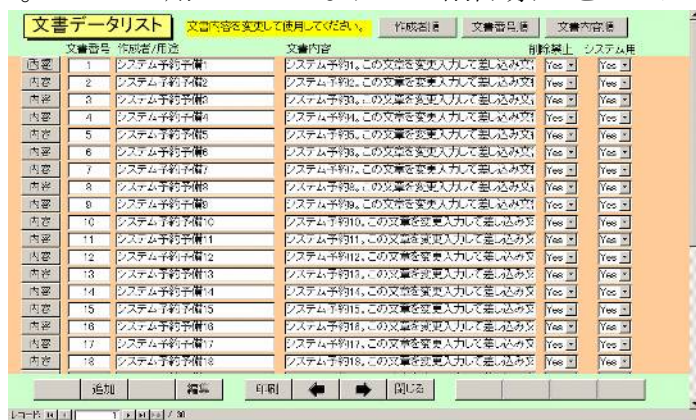 文書データリスト 文書内容を変更して使用してください。 作成者順 文書番号順 文書内容順
文書番号 作成者/用途 文書内容 削除禁止 システム用
内容 1 システム予約予備1 システム予約1。この文章を変更入力して差し込み文 Yes Yes
内容 2 システム予約予備2 システム予約2。この文章を変更入力して差し込み文 Yes Yes
内容 3 システム予約予備3 システム予約3。この文章を変更入力して差し込み文 Yes Yes
内容 4 システム予約予備4 システム予約4。この文章を変更入力して差し込み文 Yes Yes
内容 5 システム予約予備5 システム予約5。この文章を変更入力して差し込み文 Yes Yes
内容 6 システム予約予備6 システム予約6。この文章を変更入力して差し込み文 Yes Yes
内容 7 システム予約予備7 システム予約7。この文章を変更入力して差し込み文 Yes Yes
内容 8 システム予約予備8 システム予約8。この文章を変更入力して差し込み文 Yes Yes
内容 9 システム予約予備9 システム予約9。この文章を変更入力して差し込み文 Yes Yes
内容 10 システム予約予備10 システム予約10。この文章を変更入力して差し込み文 Yes Yes
内容 11 システム予約予備11 システム予約11。この文章を変更入力して差し込み文 Yes Yes
内容 12 システム予約予備12 システム予約12。この文章を変更入力して差し込み文 Yes Yes
内容 13 システム予約予備13 システム予約13。この文章を変更入力して差し込み文 Yes Yes
内容 14 システム予約予備14 システム予約14。この文章を変更入力して差し込み文 Yes Yes
内容 15 システム予約予備15 システム予約15。この文章を変更入力して差し込み文 Yes Yes
内容 16 システム予約予備16 システム予約16。この文章を変更入力して差し込み文 Yes Yes
内容 17 システム予約予備17 システム予約17。この文章を変更入力して差し込み文 Yes Yes
内容 18 システム予約予備18 システム予約18。この文章を変更入力して差し込み文 Yes Yes
追加 編集 印刷 閉じる
レコード: 1 / 30